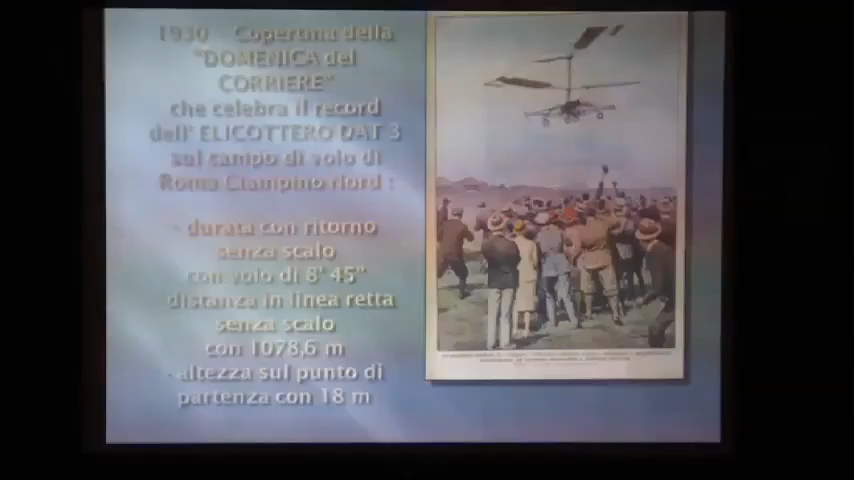 1930 Copertina della
"DOMENICA del
CORRIERE"
che celebra il record
dell' ELICOTTERO DAT 3
sul campo di volo di
Roma Ciampino nord :
- durata con ritorno
senza scalo
con volo di 8' 45"
distanza in linea retta
senza scalo
con 1078,6 m
- altezza sul punto di
partenza con 18 m